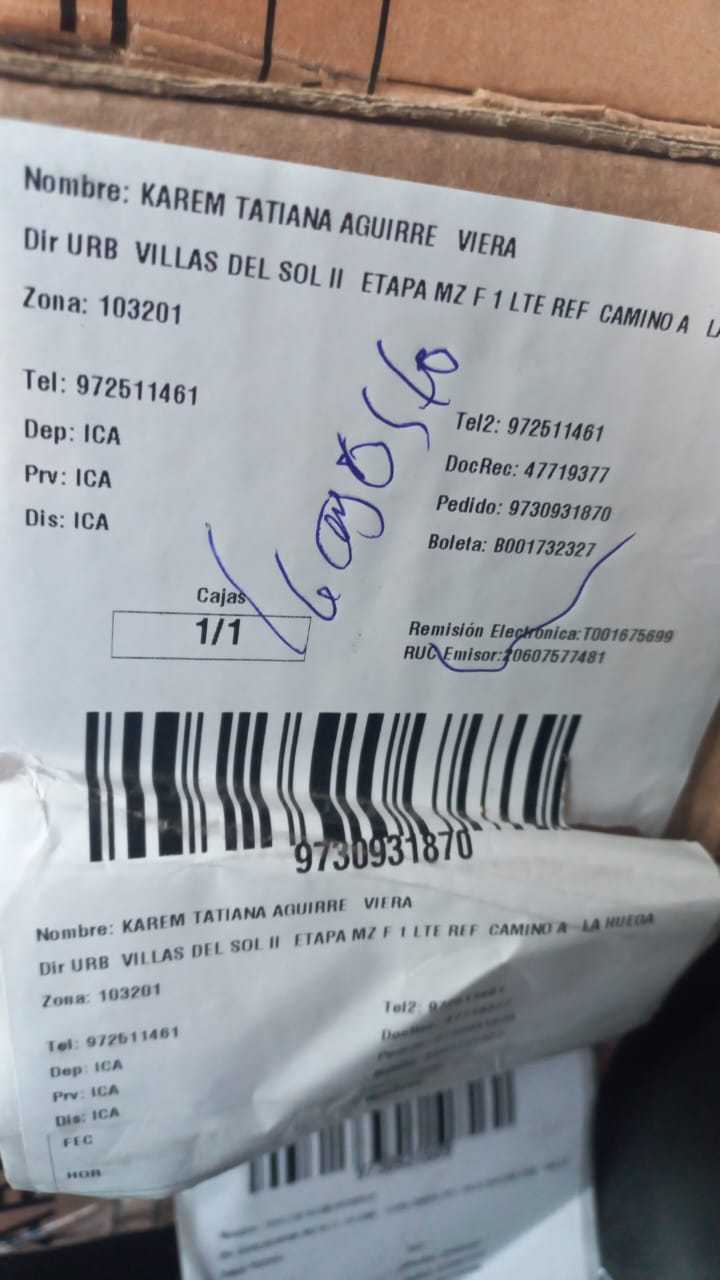 Nombre: KAREM TATIANA AGUIRRE VIERA
Dir URB VILLAS DEL SOL II ETAPA MZ F 1 LTE REF CAMINO A
Zona: 103201
Tel: 972511461
Tel2: 972511461
Dep: ICA
DocRec: 47719377
Prv: ICA
Pedido: 9730931870
Dis: ICA
Boleta: B001732327
Cajas
1/1
Remisión Electrónica:T001675699
RUC Emisor:20607577481
9730931870
Nombre: KAREM TATIANA AGUIRRE VIERA
Dir URB VILLAS DEL SOL II ETAPA MZ F 1 LTE REF CAMINO A LA HUEGA
Zona: 103201
Tel: 972511461
Tel2:
Dep: ICA
Prv: ICA
Dis: ICA
FEC
HOR